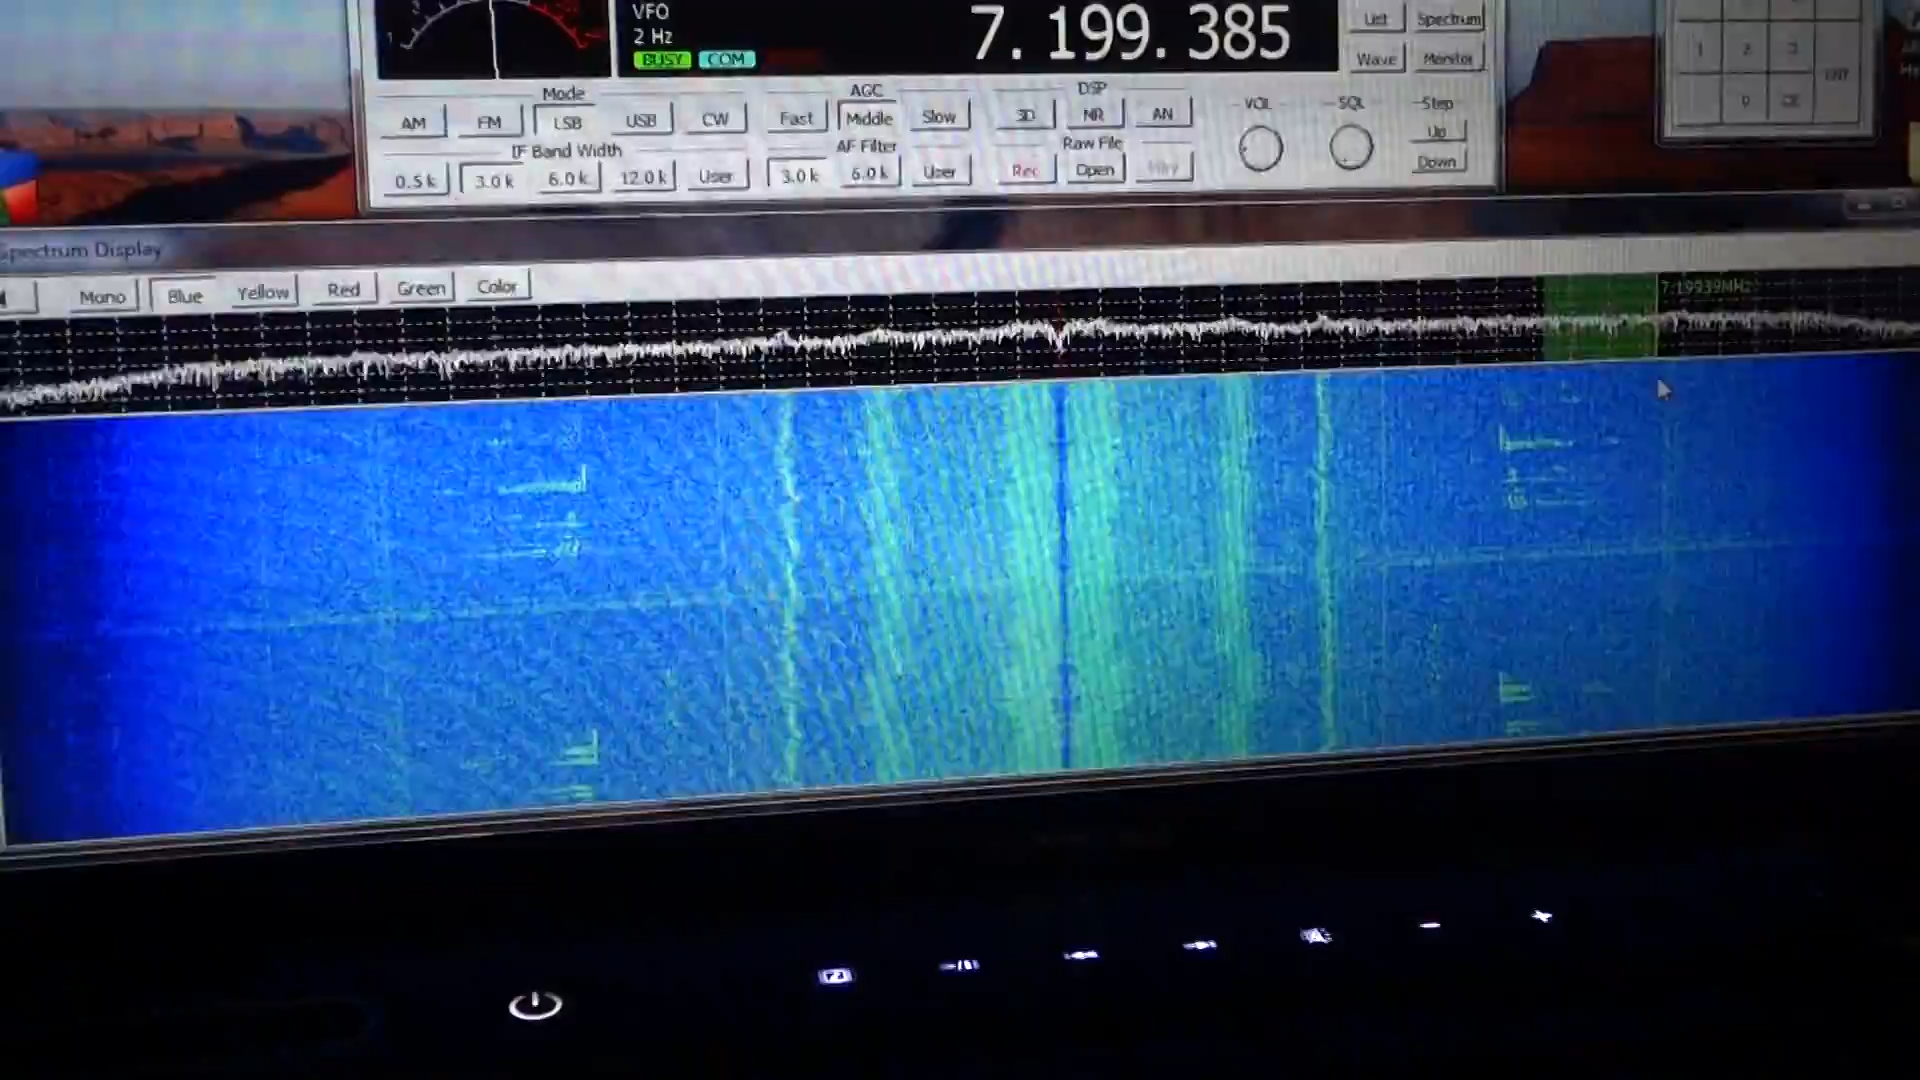 VFO
2 Hz
7. 199. 385
BUSY COM
List Spectrum
Wave Monitor
1 2 3
0
Mode AGC DSP
AM FM LSB USB CW Fast Middle Slow 3D NR AN
VOL SQL Step
Up
Down
IF Band Width AF Filter Raw File
0.5 k 3.0 k 6.0 k 12.0 k User 3.0 k 6.0 k User Rec Open
Spectrum Display
Mono Blue Yellow Red Green Color
7.19939MHz